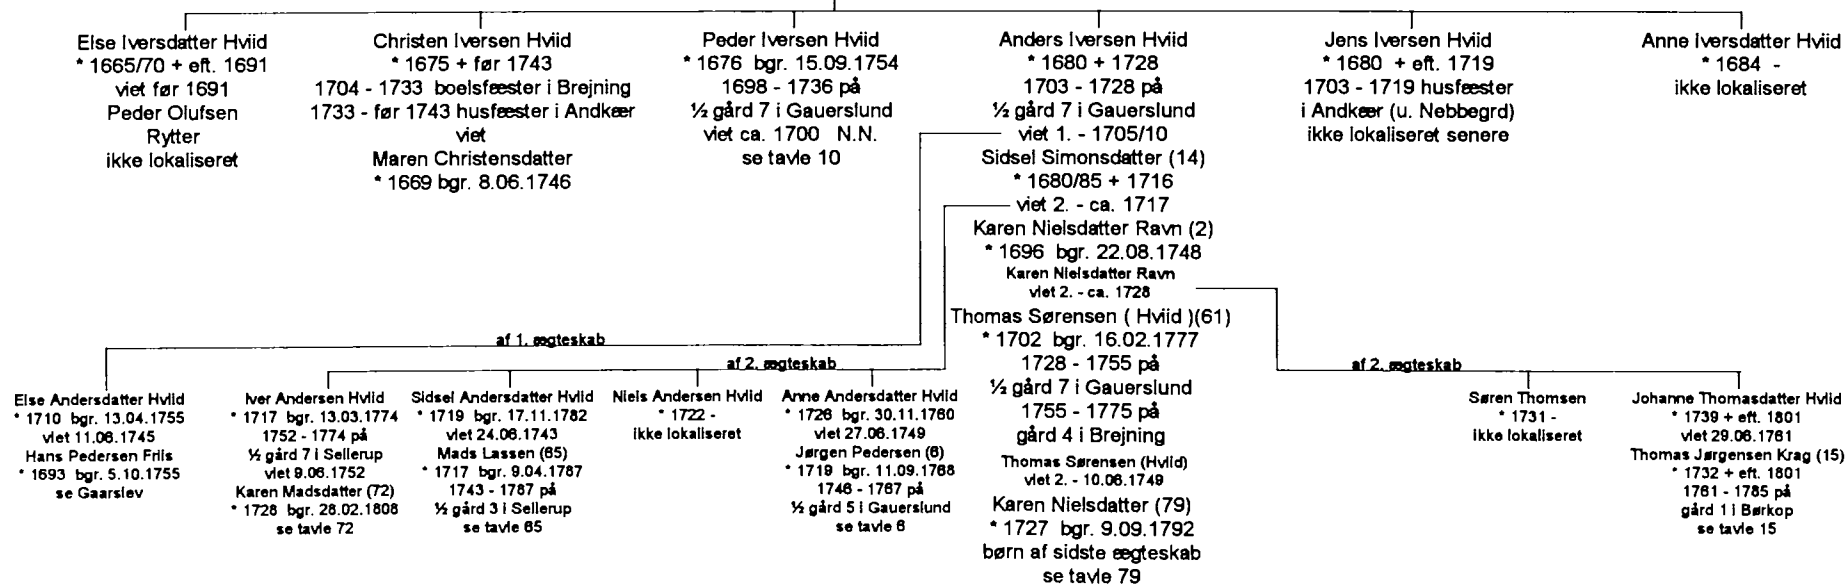 Else Iversdatter Hviid
* 1665/70 + eft. 1691
viet før 1691
Peder Olufsen
Rytter
ikke lokaliseret
Christen Iversen Hviid
* 1675 + før 1743
1704 - 1733 boelsfæster i Brejning
1733 - før 1743 husfæster i Andkær
viet
Maren Christensdatter
* 1669 bgr. 8.06.1746
Peder Iversen Hviid
* 1676 bgr. 15.09.1754
1698 - 1736 på
½ gård 7 i Gauerslund
viet ca. 1700 N.N.
se tavle 10
Anders Iversen Hviid
* 1680 + 1728
1703 - 1728 på
½ gård 7 i Gauerslund
viet 1. - 1705/10
Sidsel Simonsdatter (14)
* 1680/85 + 1716
viet 2. - ca. 1717
Karen Nielsdatter Ravn (2)
* 1696 bgr. 22.08.1748
Karen Nielsdatter Ravn
viet 2. - ca. 1728
Thomas Sørensen ( Hviid )(61)
* 1702 bgr. 16.02.1777
1728 - 1755 på
½ gård 7 i Gauerslund
1755 - 1775 på
gård 4 i Brejning
Thomas Sørensen (Hviid)
viet 2. - 10.06.1749
Karen Nielsdatter (79)
* 1727 bgr. 9.09.1792
børn af sidste ægteskab
se tavle 79
Jens Iversen Hviid
* 1680 + eft. 1719
1703 - 1719 husfæster
i Andkær (u. Nebbegrd)
ikke lokaliseret senere
Anne Iversdatter Hviid
* 1684 -
ikke lokaliseret
af 1. ægteskab
af 2. ægteskab
af 2. ægteskab
Else Andersdatter Hviid
* 1710 bgr. 13.04.1755
viet 11.06.1745
Hans Pedersen Friis
* 1693 bgr. 5.10.1755
se Gaarslev
Iver Andersen Hviid
* 1717 bgr. 13.03.1774
1752 - 1774 på
½ gård 7 i Sellerup
viet 9.06.1752
Karen Madsdatter (72)
* 1728 bgr. 28.02.1808
se tavle 72
Sidsel Andersdatter Hviid
* 1719 bgr. 17.11.1782
viet 24.06.1743
Mads Lassen (65)
* 1717 bgr. 9.04.1787
1743 - 1787 på
½ gård 3 i Sellerup
se tavle 65
Niels Andersen Hviid
* 1722 -
ikke lokaliseret
Anne Andersdatter Hviid
* 1726 bgr. 30.11.1760
viet 27.06.1749
Jørgen Pedersen (6)
* 1719 bgr. 11.09.1768
1746 - 1767 på
½ gård 5 i Gauerslund
se tavle 6
Søren Thomsen
* 1731 -
ikke lokaliseret
Johanne Thomasdatter Hviid
* 1739 + eft. 1801
viet 29.06.1761
Thomas Jørgensen Krag (15)
* 1732 + eft. 1801
1761 - 1785 på
gård 1 i Børkop
se tavle 15